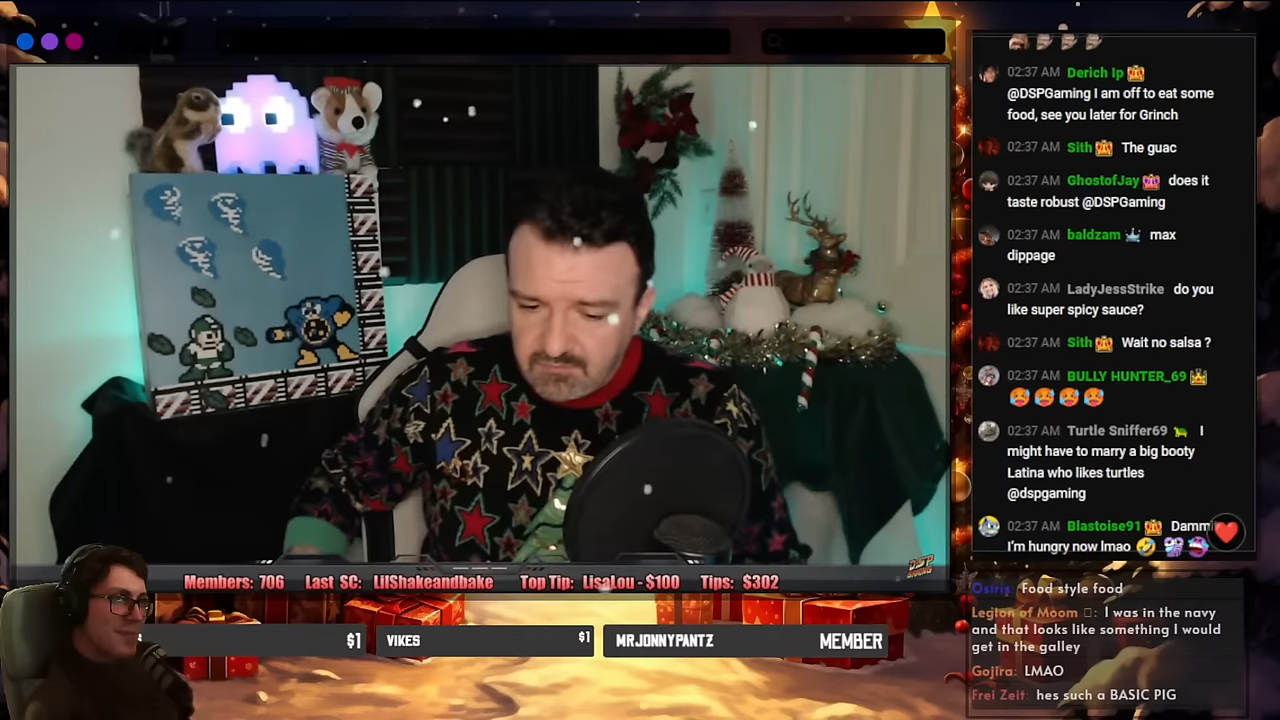 02:37 AM Derich Ip
@DSPGaming I am off to eat some
food, see you later for Grinch
02:37 AM Sith The guac
02:37 AM GhostofJay does it
taste robust @DSPGaming
02:37 AM baldzam max
dippage
02:37 AM LadyJessStrike do you
like super spicy sauce?
02:37 AM Sith Wait no salsa ?
02:37 AM BULLY HUNTER_69
02:37 AM Turtle Sniffer69 I
might have to marry a big booty
Latina who likes turtles
@dspgaming
02:37 AM Blastoise91
I'm hungry now lmao
DSP
GAMING
Members: 706 Last SC: LilShakeandbake Top Tip: LisaLou - $100 Tips: $302
$1 VIKES $1 MRJONNYPANTZ MEMBER
Osiris: Food style food
Legion of Moom : I was in the navy
and that looks like something I would
get in the galley
Gojira: LMAO
Frei Zeit: hes such a BASIC PIG